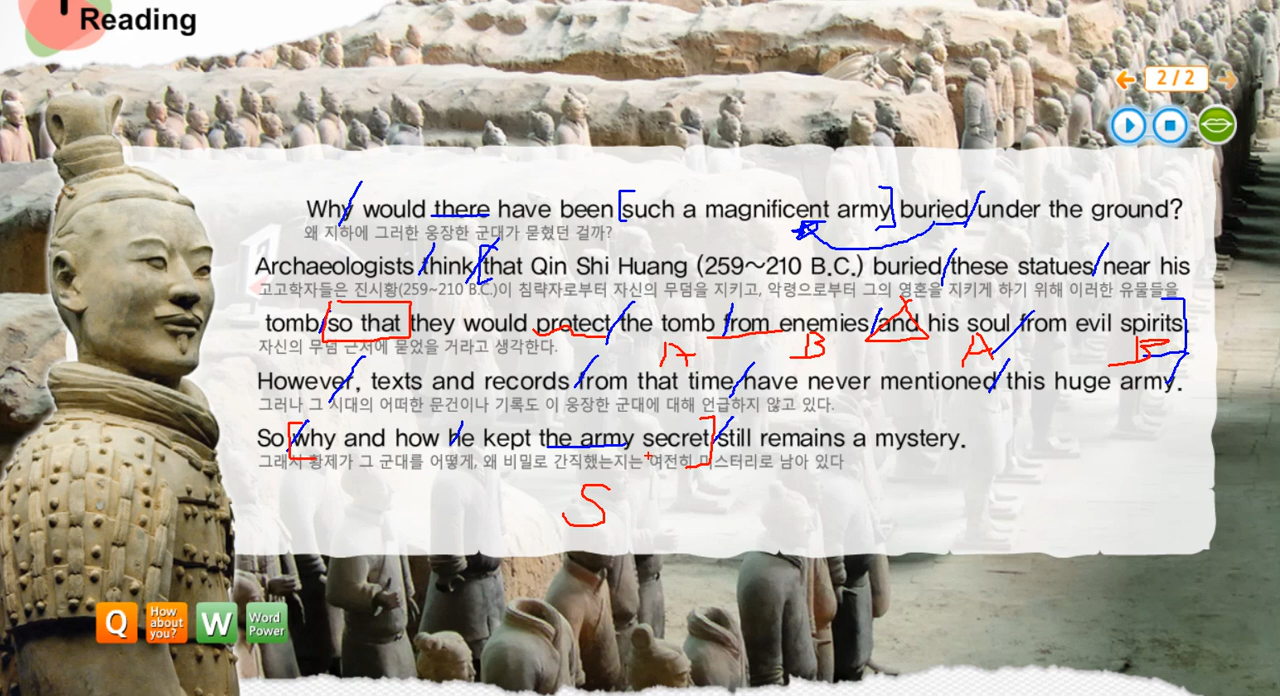 Reading
2 / 2
Why would there have been such a magnificent army buried under the ground?
왜 지하에 그러한 웅장한 군대가 묻혔던 걸까?
Archaeologists think that Qin Shi Huang (259~210 B.C.) buried these statues near his
고고학자들은 진시황(259~210 B.C.)이 침략자로부터 자신의 무덤을 지키고, 악령으로부터 그의 영혼을 지키게 하기 위해 이러한 유물들을
tomb so that they would protect the tomb from enemies and his soul from evil spirits.
자신의 무덤 근처에 묻었을 거라고 생각한다.
A B A B
However, texts and records from that time have never mentioned this huge army.
그러나 그 시대의 어떠한 문건이나 기록도 이 웅장한 군대에 대해 언급하지 않고 있다.
So why and how he kept the army secret still remains a mystery.
그래서 황제가 그 군대를 어떻게, 왜 비밀로 간직했는지는 여전히 미스터리로 남아 있다
S
Q How about you? W Word Power